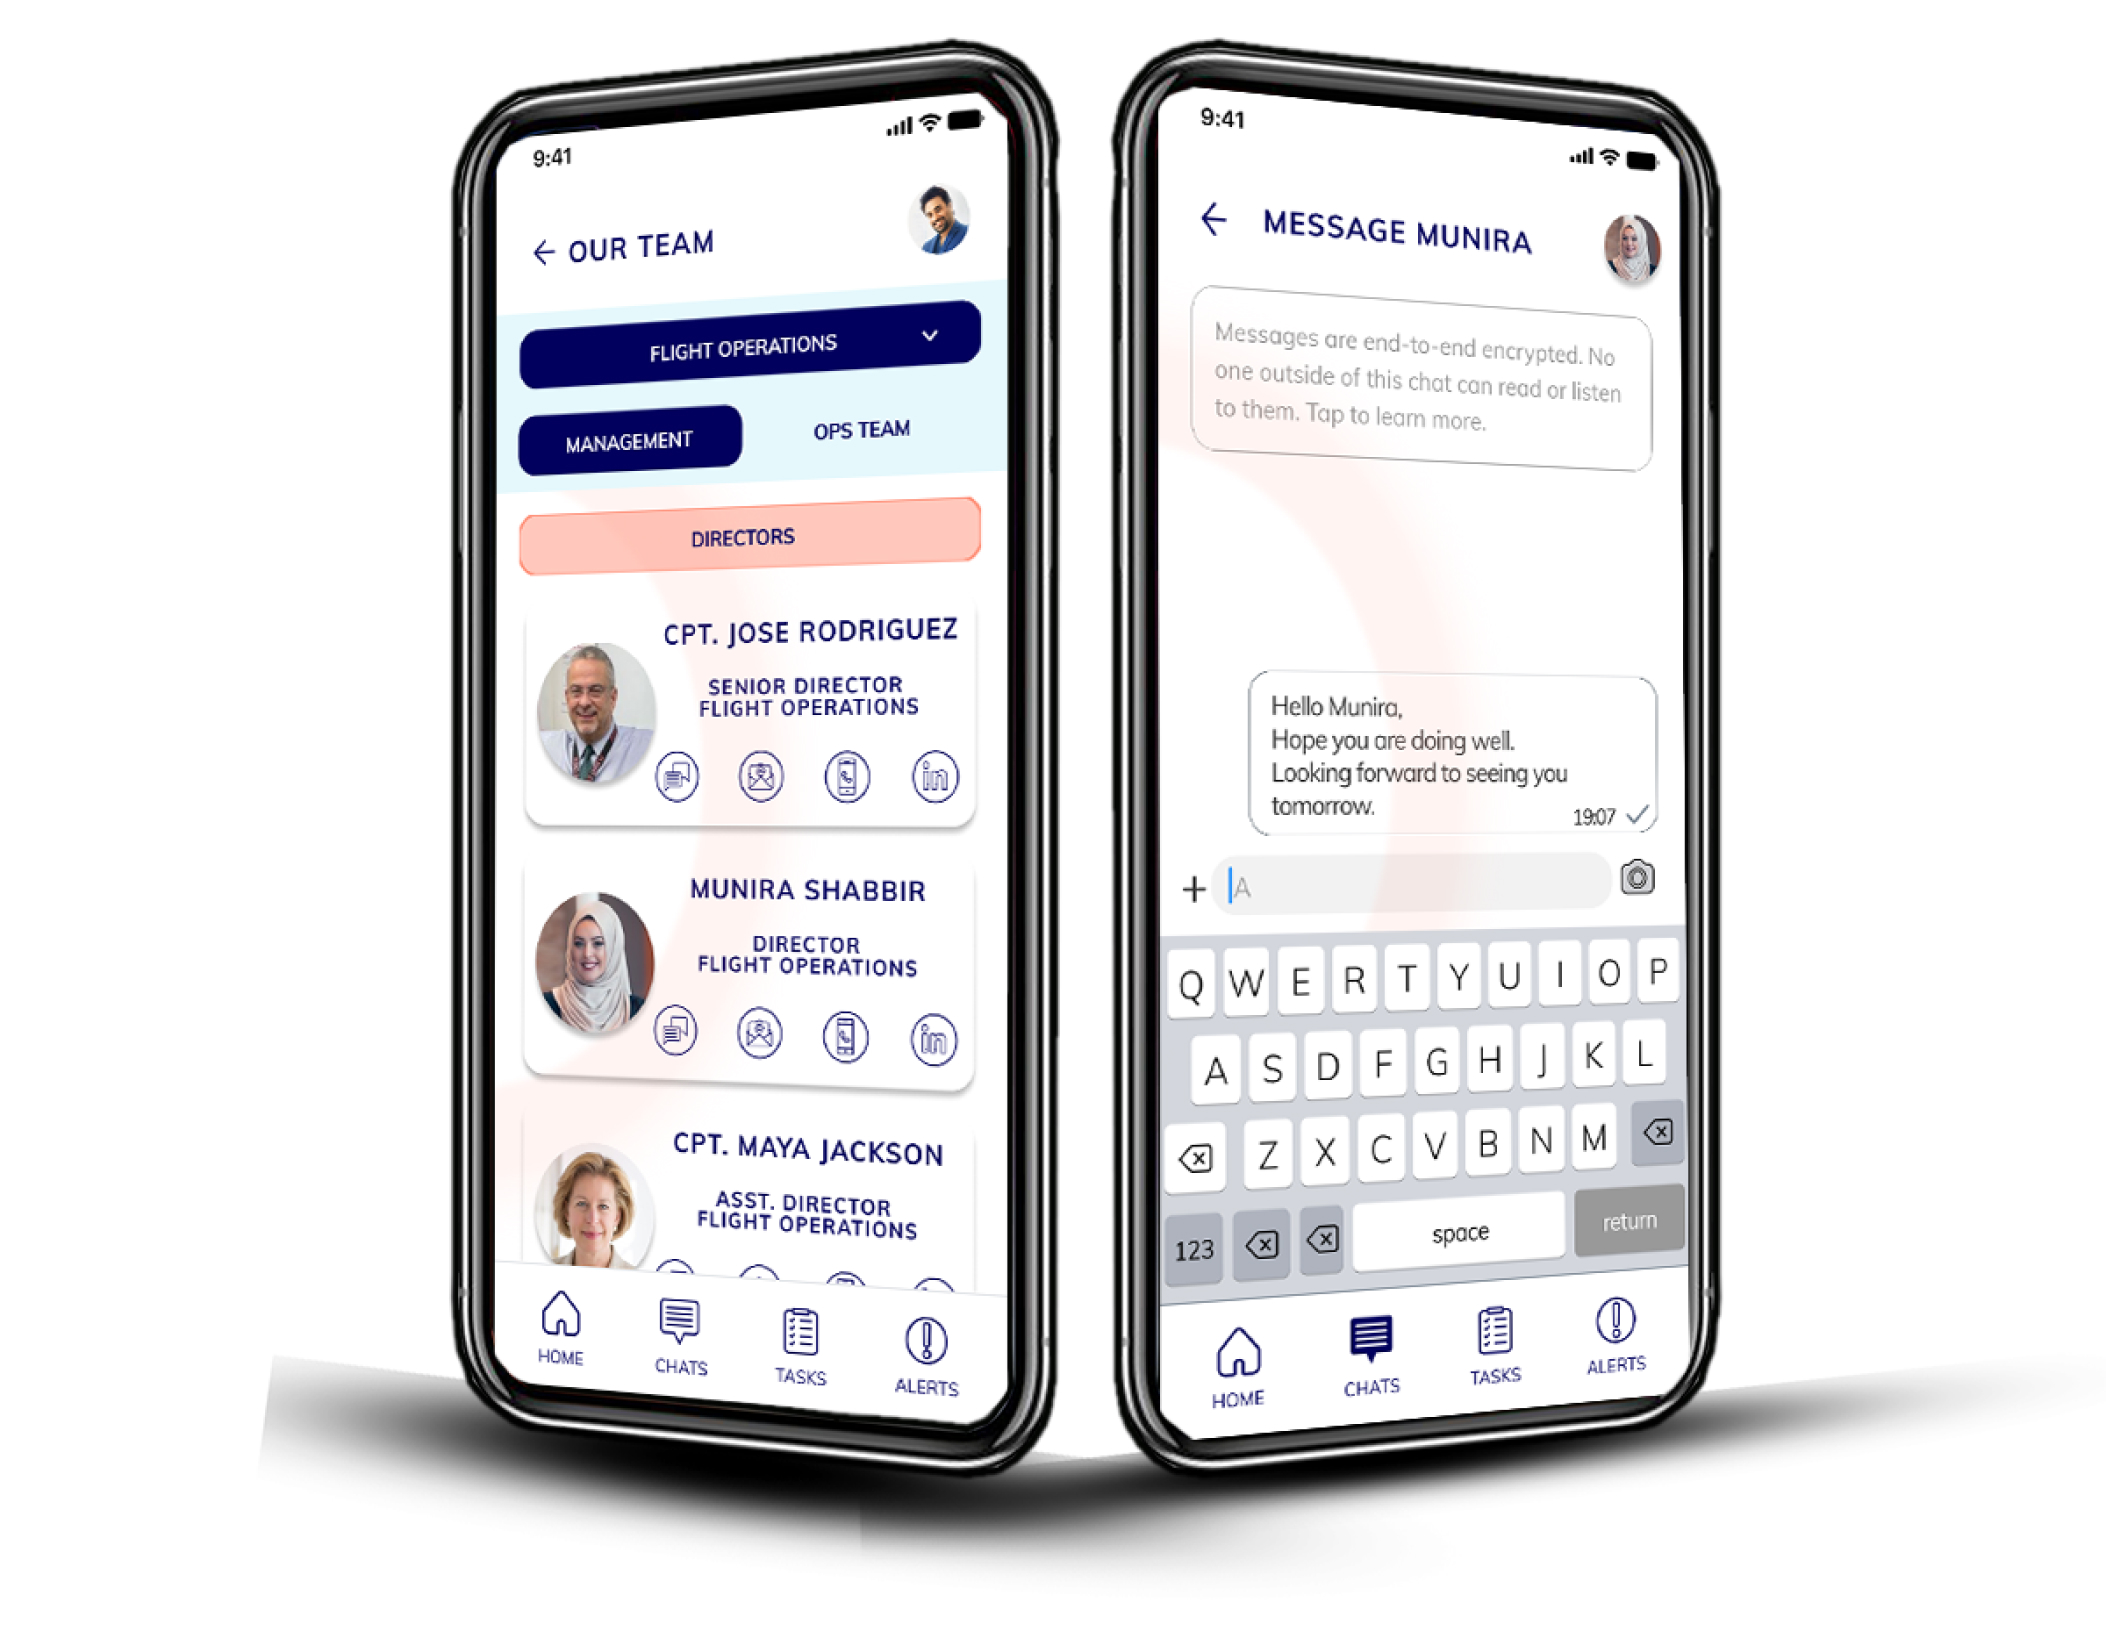 9:41
OUR TEAM
FLIGHT OPERATIONS
MANAGEMENT
OPS TEAM
DIRECTORS
CPT. JOSE RODRIGUEZ
SENIOR DIRECTOR
FLIGHT OPERATIONS
in
MUNIRA SHABBIR
DIRECTOR
FLIGHT OPERATIONS
in
CPT. MAYA JACKSON
ASST. DIRECTOR
FLIGHT OPERATIONS
HOME
CHATS
TASKS
ALERTS
9:41
MESSAGE MUNIRA
Messages are end-to-end encrypted. No
one outside of this chat can read or listen
to them. Tap to learn more.
Hello Munira,
Hope you are doing well.
Looking forward to seeing you
tomorrow.
19:07
A
Q W E R T Y U I O P
A S D F G H J K L
Z X C V B N M
123 space return
HOME
CHATS
TASKS
ALERTS